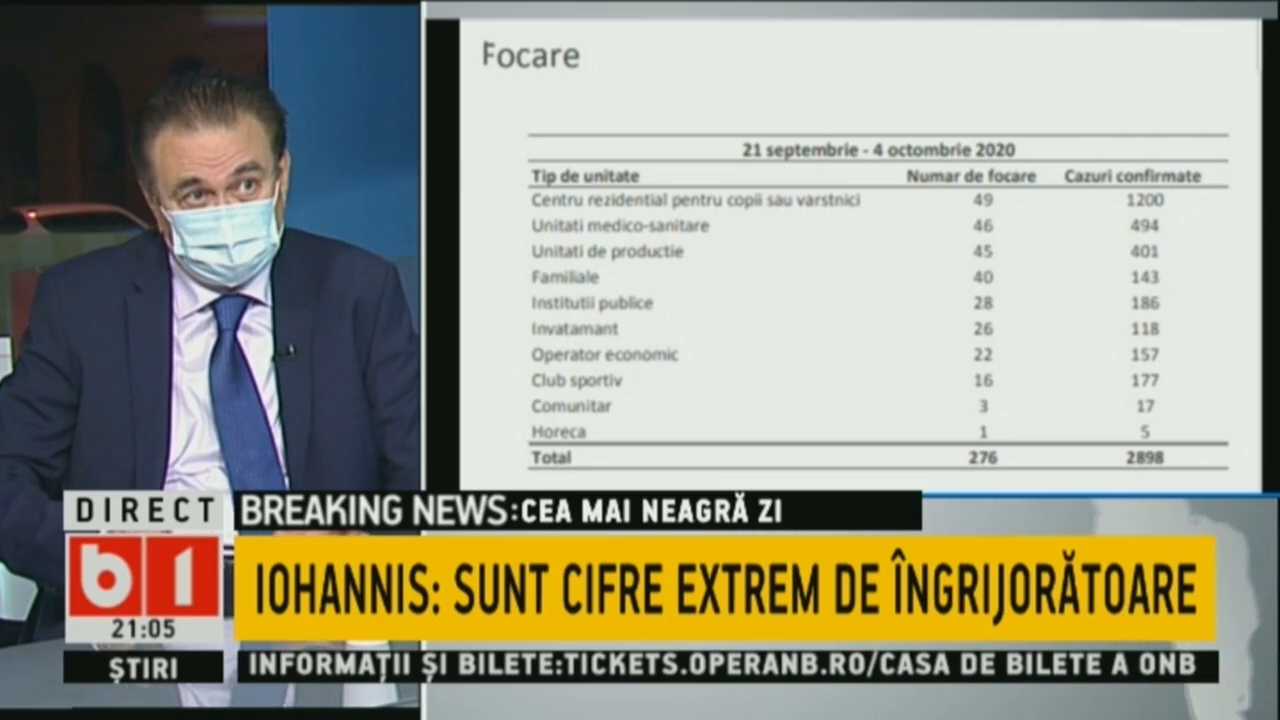 Focare
21 septembrie - 4 octombrie 2020
Tip de unitate Numar de focare Cazuri confirmate
Centru rezidential pentru copii sau varstnici 49 1200
Unitati medico-sanitare 46 494
Unitati de productie 45 401
Familiale 40 143
Institutii publice 28 186
Invatamant 26 118
Operator economic 22 157
Club sportiv 16 177
Comunitar 3 17
Horeca 1 5
Total 276 2898
DIRECT BREAKING NEWS:CEA MAI NEAGRĂ ZI
b1 IOHANNIS: SUNT CIFRE EXTREM DE ÎNGRIJORĂTOARE
21:05
ȘTIRI INFORMAȚII ȘI BILETE:TICKETS.OPERANB.RO/CASA DE BILETE A ONB